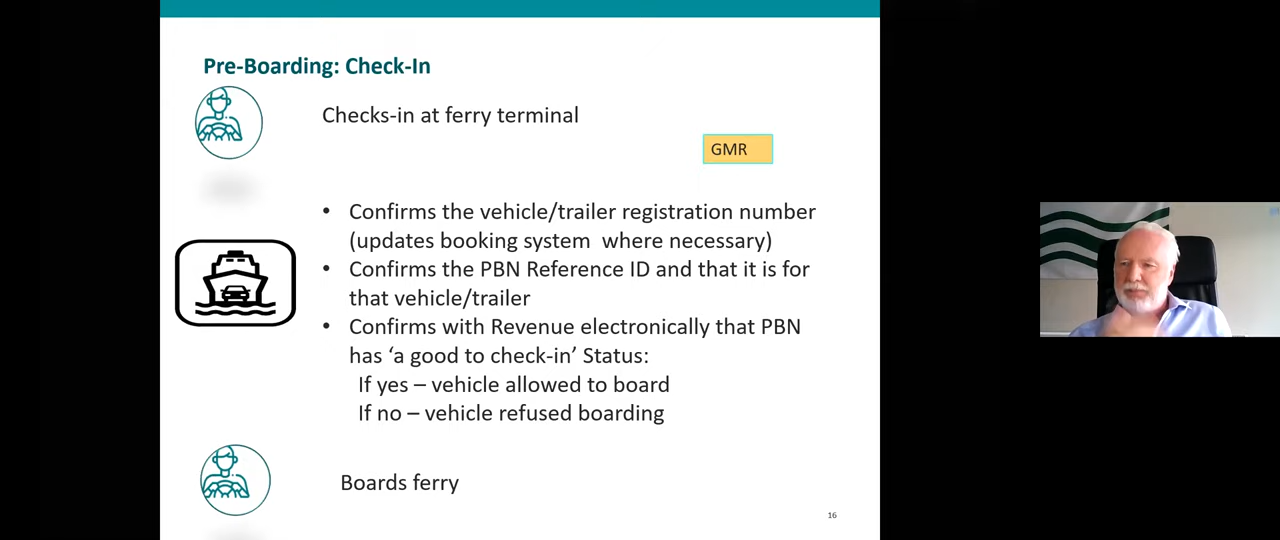 Pre-Boarding: Check-In
Checks-in at ferry terminal
GMR
• Confirms the vehicle/trailer registration number
(updates booking system where necessary)
• Confirms the PBN Reference ID and that it is for
that vehicle/trailer
• Confirms with Revenue electronically that PBN
has ‘a good to check-in’ Status:
If yes – vehicle allowed to board
If no – vehicle refused boarding
Boards ferry
16